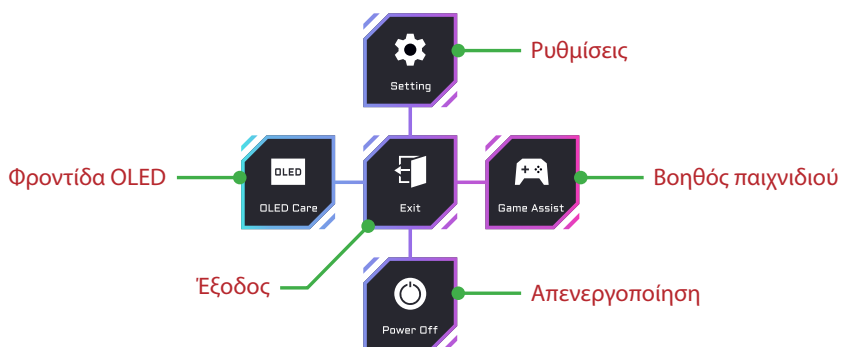 Ρυθμίσεις
Setting
Φροντίδα OLED
OLED
OLED Care
Exit
Game Assist
Βοηθός παιχνιδιού
Έξοδος
Απενεργοποίηση
Power Off